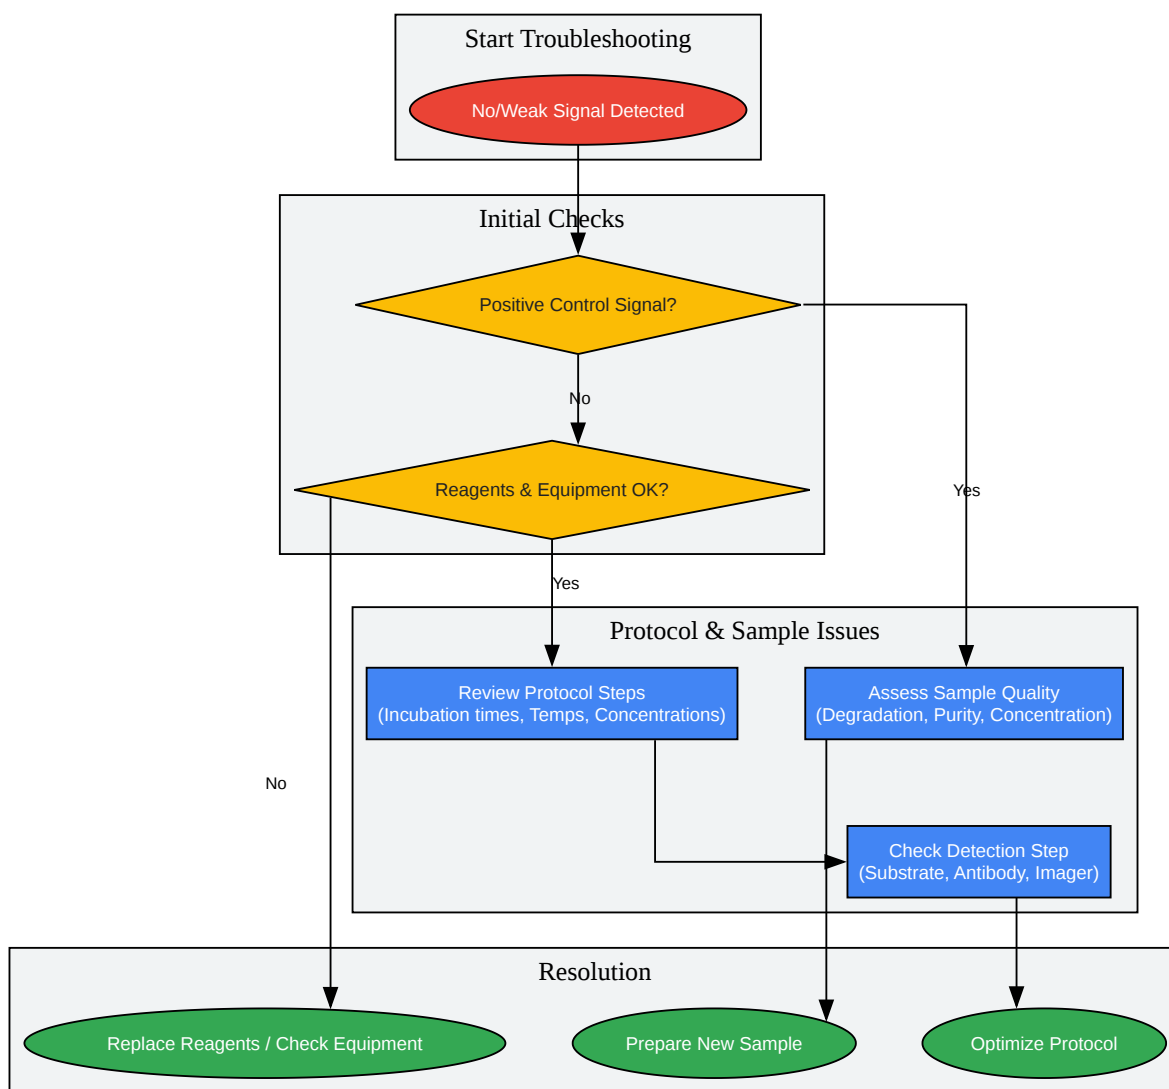 Start Troubleshooting
No/Weak Signal Detected
Initial Checks
Positive Control Signal?
No
Reagents & Equipment OK?
Yes
Yes
Protocol & Sample Issues
Review Protocol Steps
(Incubation times, Temps, Concentrations)
Assess Sample Quality
(Degradation, Purity, Concentration)
No
Check Detection Step
(Substrate, Antibody, Imager)
Resolution
Replace Reagents / Check Equipment
Prepare New Sample
Optimize Protocol